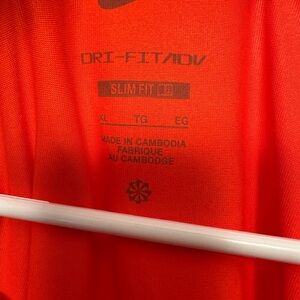 DRI-FIT ADV
SLIM FIT
XL TG EG
MADE IN CAMBODIA
FABRIQUE
AU CAMBODGE